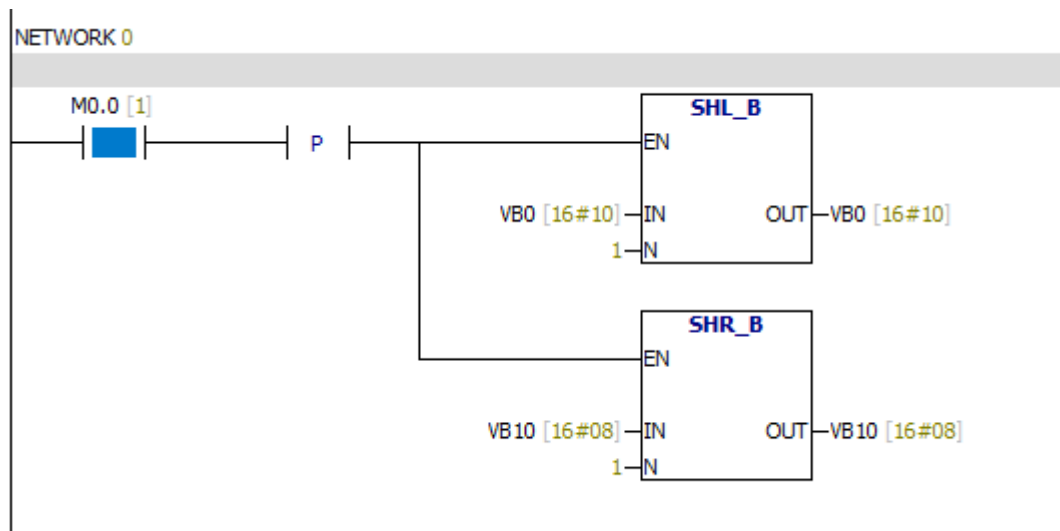 NETWORK 0
M0.0 [1]
P
SHL_B
EN
VB0 [16#10] IN OUT VB0 [16#10]
1 N
SHR_B
EN
VB10 [16#08] IN OUT VB10 [16#08]
1 N